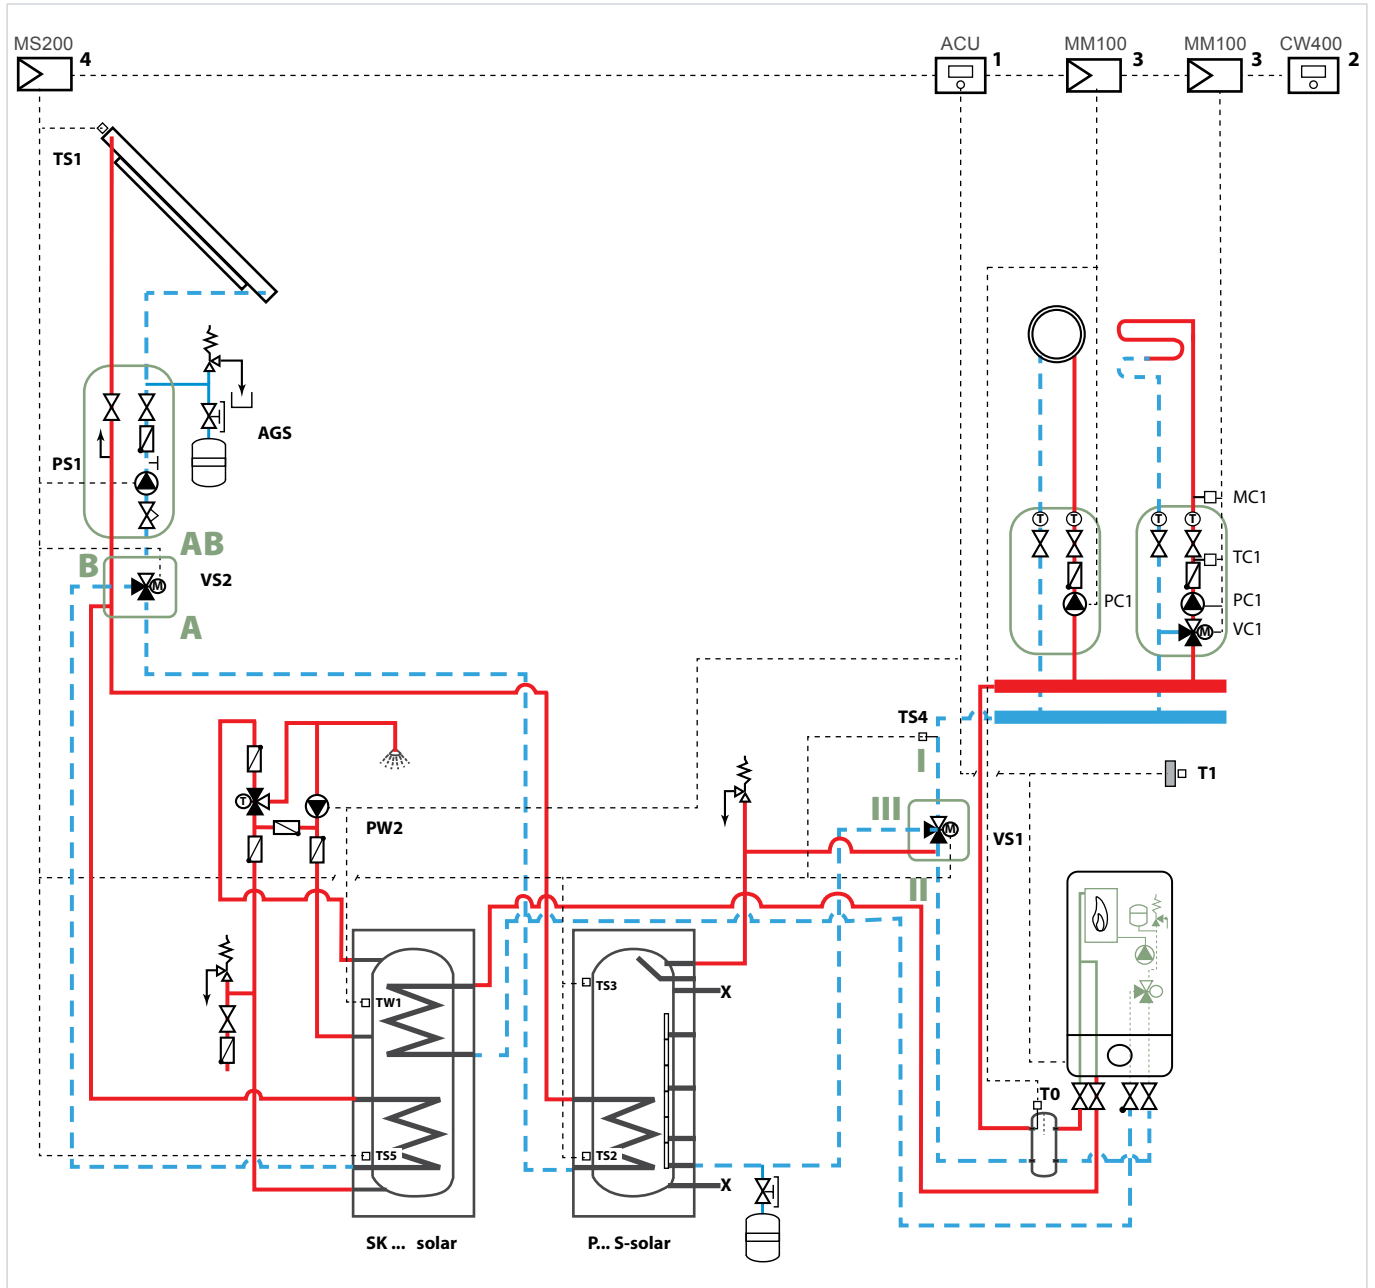 MS200
4
ACU
1
MM100
3
MM100
3
CW400
2
TS1
AGS
PS1
AB
B
VS2
A
M
MC1
T
T
T
T
TC1
PC1
PC1
VC1
M
TS4
I
T1
III
M
VS1
II
T
PW2
TW1
TS3
X
T0
TS5
TS2
X
SK ... solar
P... S-solar